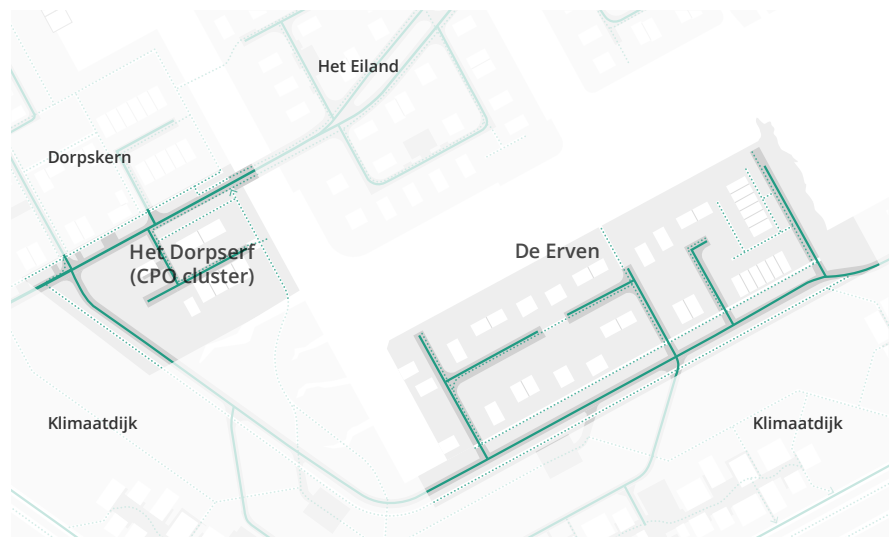 Het Eiland
Dorpskern
Het Dorpserf
(CPO cluster)
De Erven
Klimaatdijk
Klimaatdijk